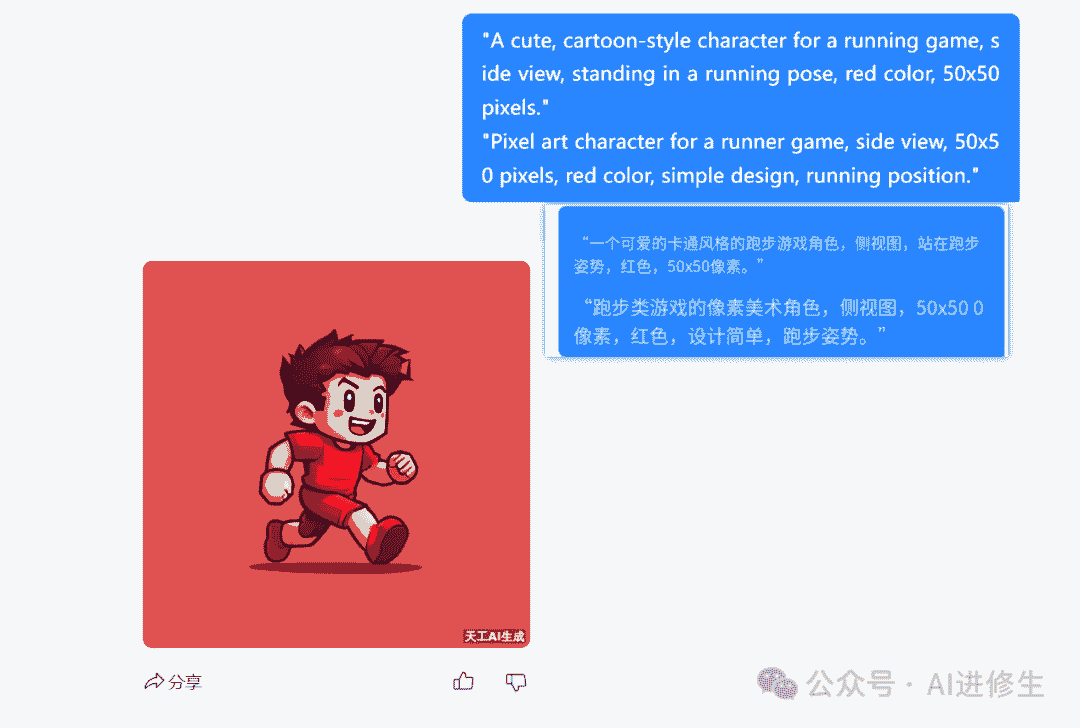 "A cute, cartoon-style character for a running game, s
ide view, standing in a running pose, red color, 50x50
pixels."
"Pixel art character for a runner game, side view, 50x5
0 pixels, red color, simple design, running position."
“一个可爱的卡通风格的跑步游戏角色，侧视图，站在跑步
姿势，红色，50x50像素。”
“跑步类游戏的像素美术角色，侧视图，50x50 0
像素，红色，设计简单，跑步姿势。”
天工AI生成
分享
公众号 · AI进修生